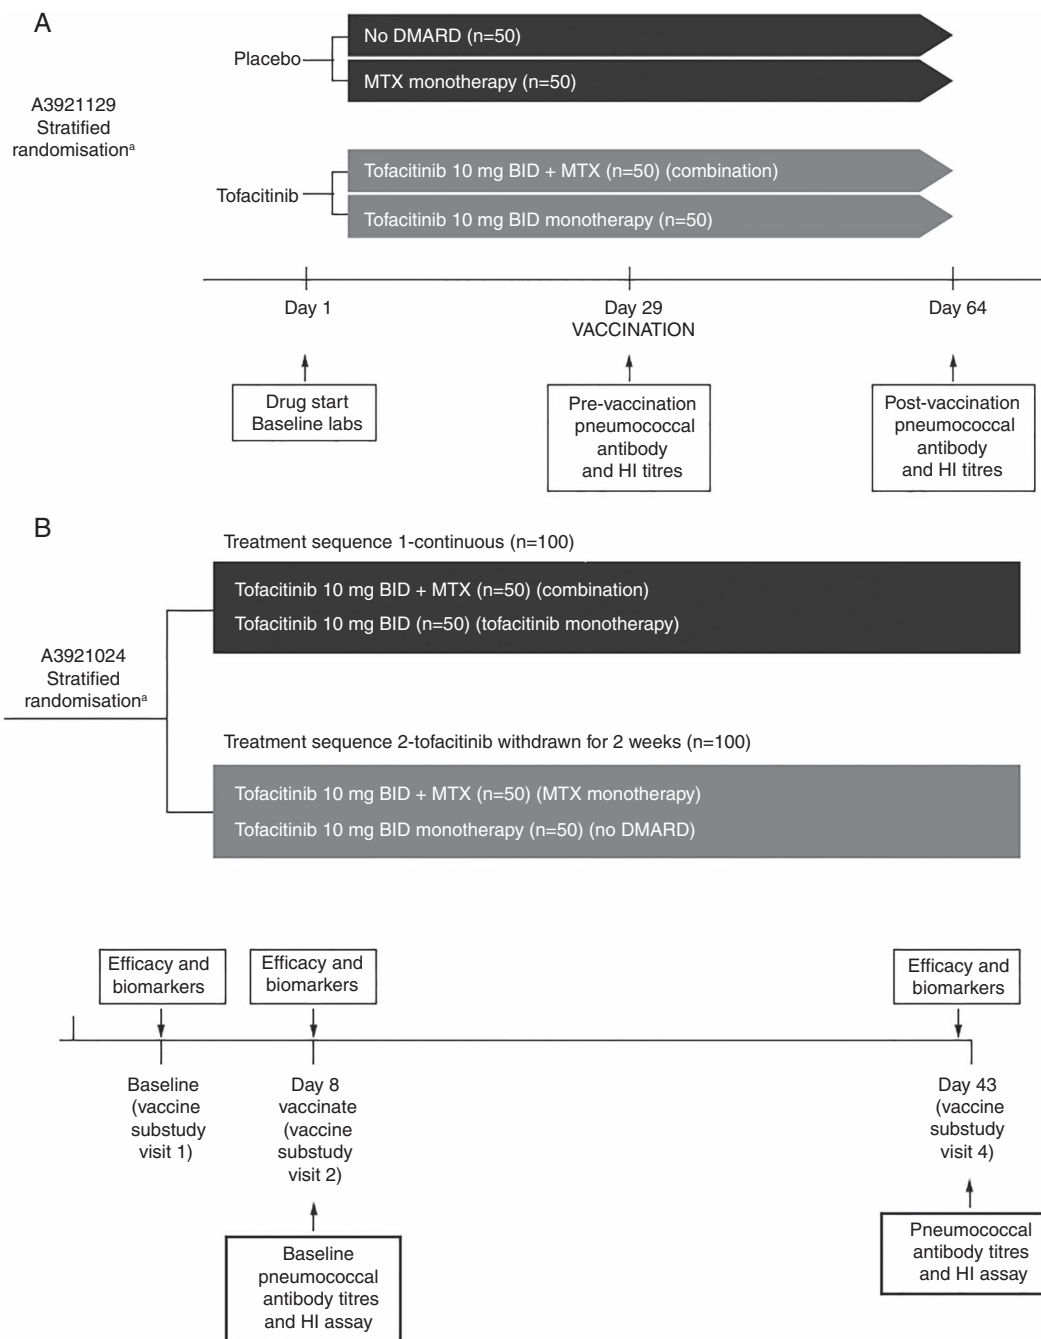 A
A3921129
Stratified
randomisationᵃ
Placebo
No DMARD (n=50)
MTX monotherapy (n=50)
Tofacitinib
Tofacitinib 10 mg BID + MTX (n=50) (combination)
Tofacitinib 10 mg BID monotherapy (n=50)
Day 1
Day 29
VACCINATION
Day 64
Drug start
Baseline labs
Pre-vaccination
pneumococcal
antibody
and HI titres
Post-vaccination
pneumococcal
antibody
and HI titres
B
A3921024
Stratified
randomisationᵃ
Treatment sequence 1-continuous (n=100)
Tofacitinib 10 mg BID + MTX (n=50) (combination)
Tofacitinib 10 mg BID (n=50) (tofacitinib monotherapy)
Treatment sequence 2-tofacitinib withdrawn for 2 weeks (n=100)
Tofacitinib 10 mg BID + MTX (n=50) (MTX monotherapy)
Tofacitinib 10 mg BID monotherapy (n=50) (no DMARD)
Efficacy and
biomarkers
Efficacy and
biomarkers
Efficacy and
biomarkers
Baseline
(vaccine
substudy
visit 1)
Day 8
vaccinate
(vaccine
substudy
visit 2)
Day 43
(vaccine
substudy
visit 4)
Baseline
pneumococcal
antibody titres
and HI assay
Pneumococcal
antibody titres
and HI assay